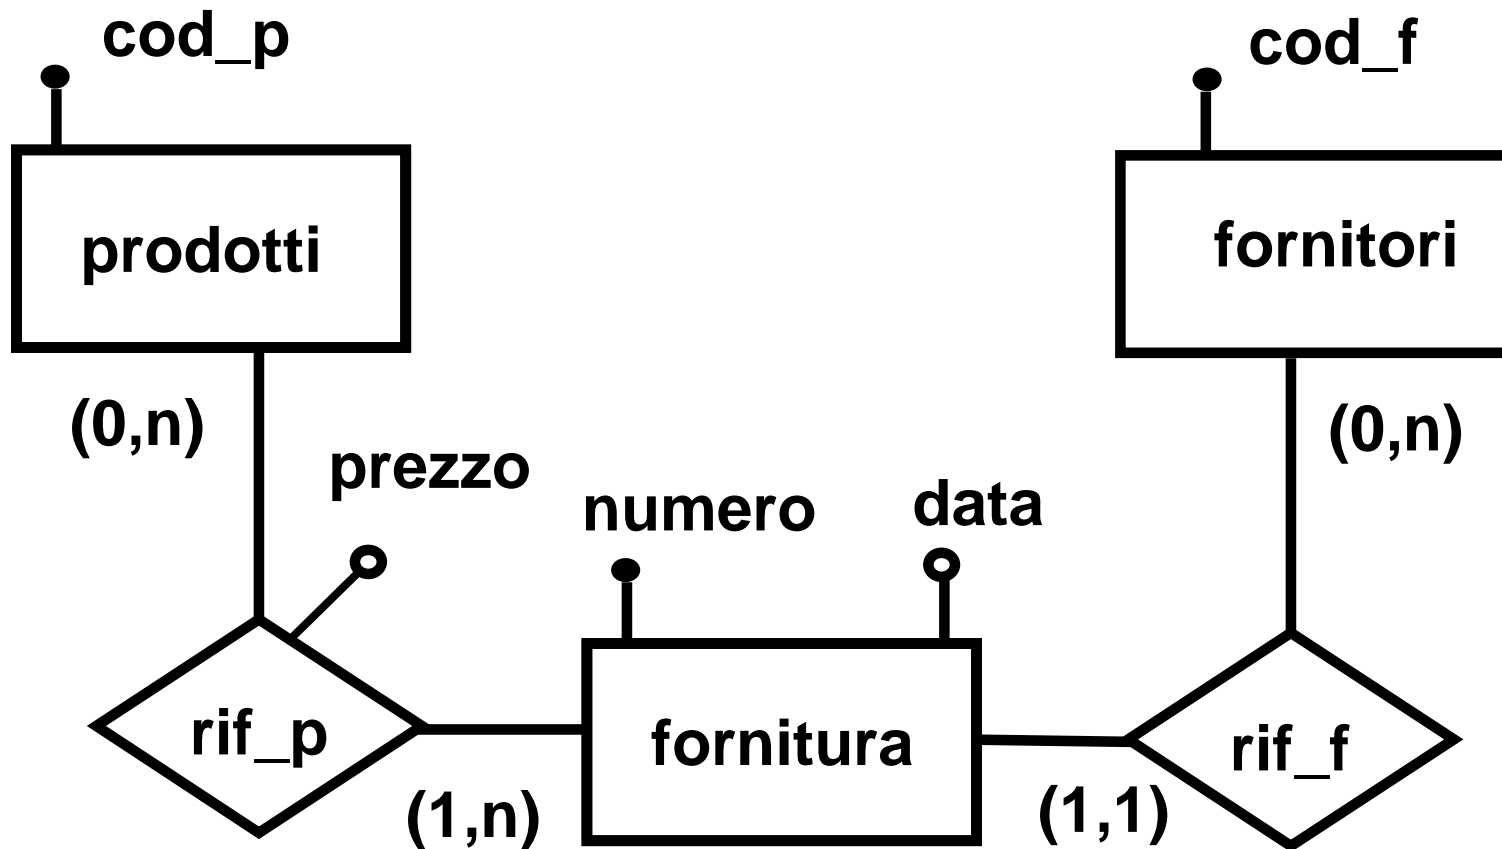 cod_p
cod_f
prodotti
fornitori
(0,n)
(0,n)
prezzo
numero
data
rif_p
fornitura
rif_f
(1,n)
(1,1)